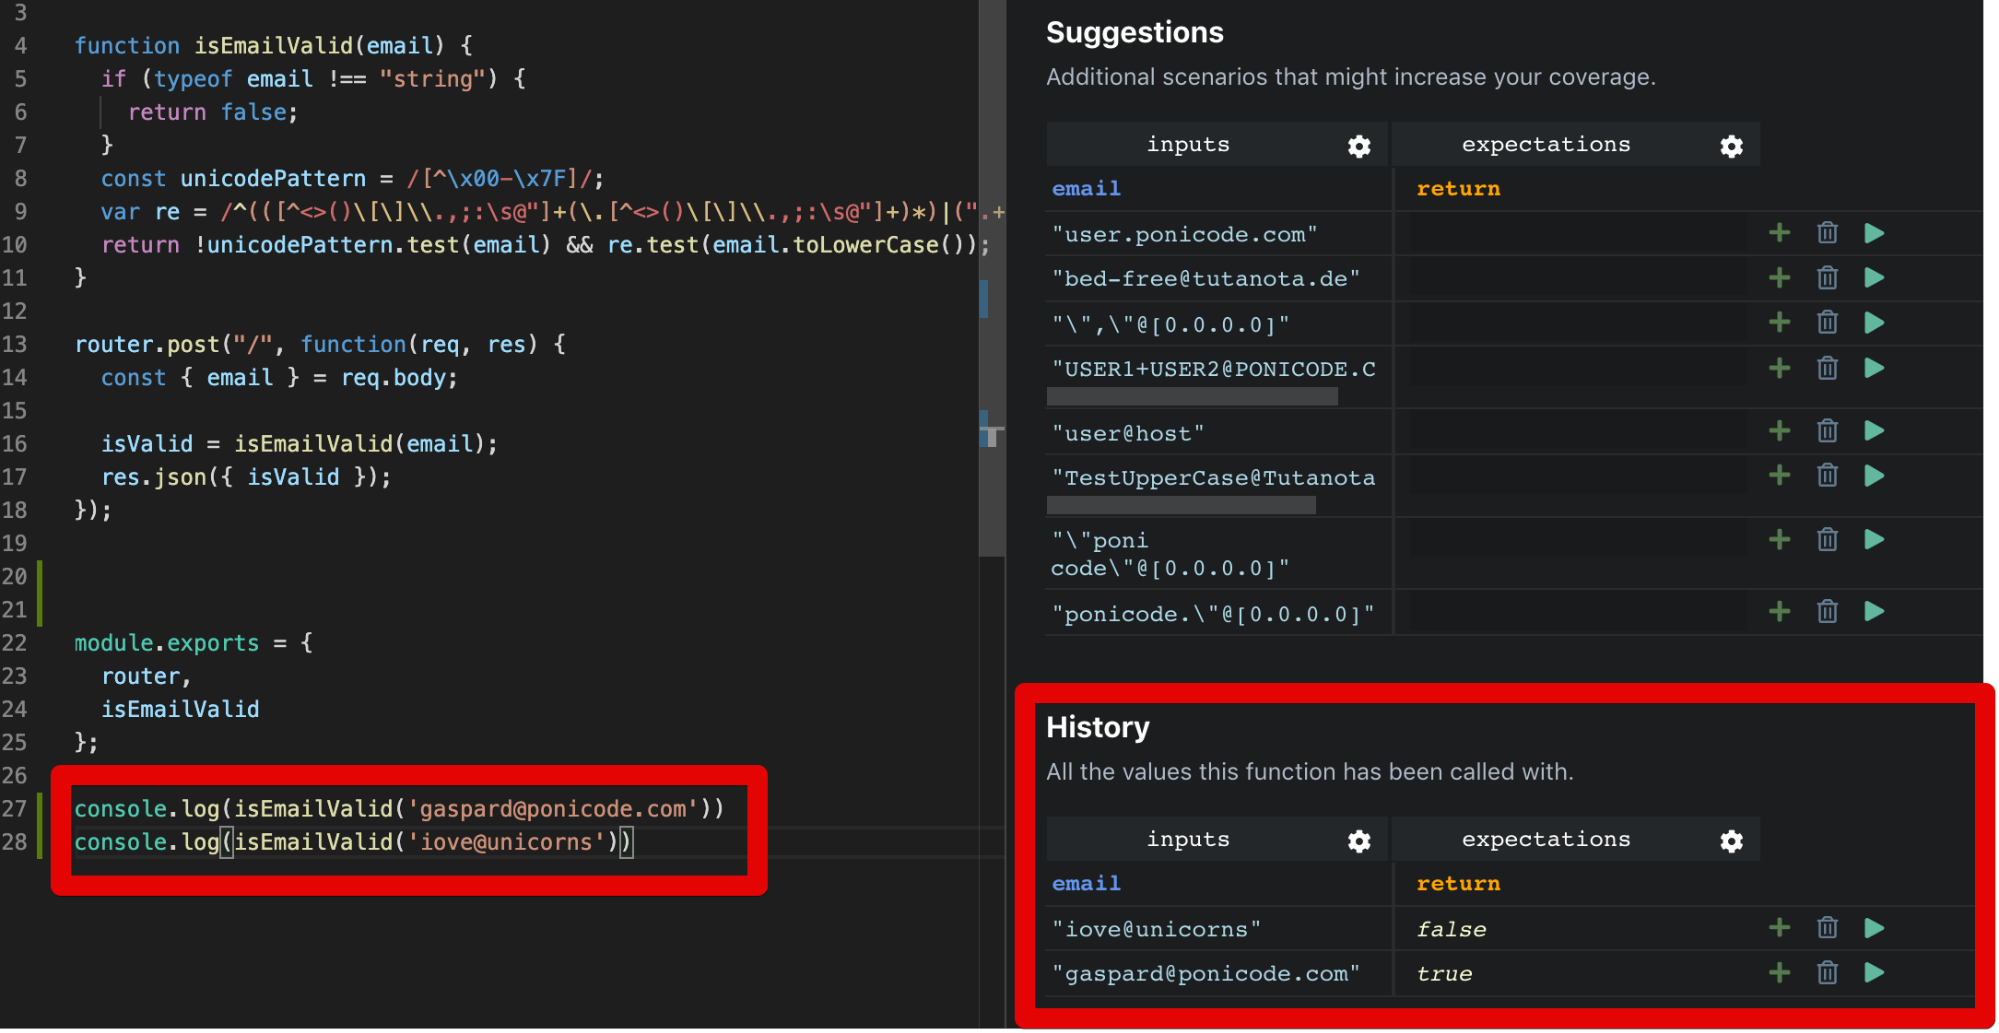 3
4 function isEmailValid(email) {
5 if (typeof email !== "string") {
6 return false;
7 }
8 const unicodePattern = /[^\x00-\x7F]/;
9 var re = /^(([^<>()\[\]\\.,;:\s@"]+(\.[^<>()\[\]\\.,;:\s@"]+)*)|(".+
10 return !unicodePattern.test(email) && re.test(email.toLowerCase());
11 }
12
13 router.post("/", function(req, res) {
14 const { email } = req.body;
15
16 isValid = isEmailValid(email);
17 res.json({ isValid });
18 });
19
20
21
22 module.exports = {
23 router,
24 isEmailValid
25 };
26
27 console.log(isEmailValid('gaspard@ponicode.com'))
28 console.log(isEmailValid('iove@unicorns'))
Suggestions
Additional scenarios that might increase your coverage.
inputs expectations
email return
"user.ponicode.com"
"bed-free@tutanota.de"
"\",\"@[0.0.0.0]"
"USER1+USER2@PONICODE.C
"user@host"
"TestUpperCase@Tutanota
"\"poni
code\"@[0.0.0.0]"
"ponicode.\"@[0.0.0.0]"
History
All the values this function has been called with.
inputs expectations
email return
"iove@unicorns" false
"gaspard@ponicode.com" true